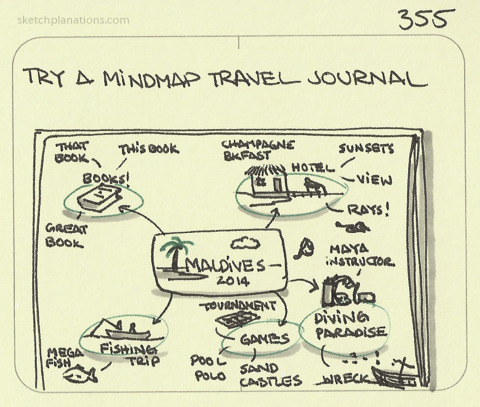 sketchplanations.com
355
TRY A MINDMAP TRAVEL JOURNAL
THAT
BOOK
THIS BOOK
BOOKS!
GREAT
BOOK
CHAMPAGNE
BKFAST
HOTEL
SUNSETS
VIEW
RAYS!
MALDIVES
2014
MAYA
INSTRUCTOR
DIVING
PARADISE
WRECK
TOURNAMENT
GAMES
POOL
POLO
SAND
CASTLES
FISHING
TRIP
MEGA
FISH